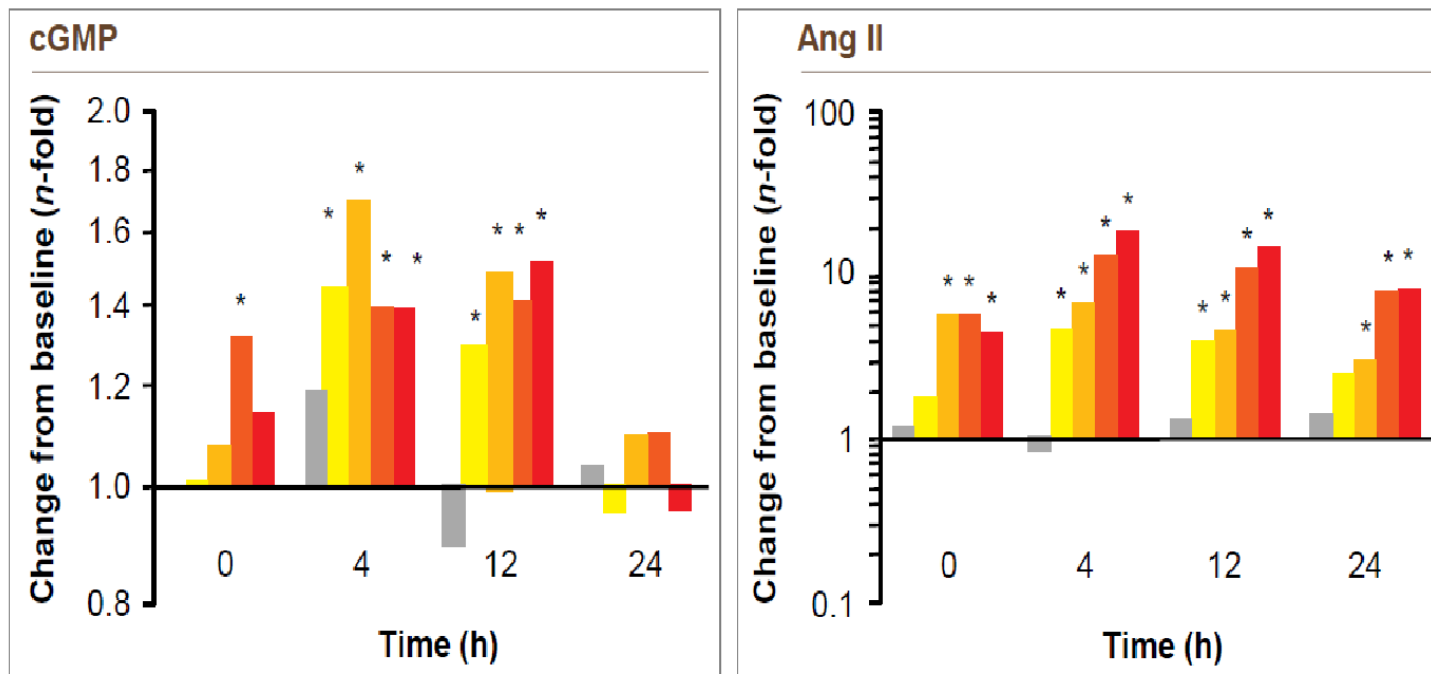 cGMP
Change from baseline (n-fold)
2.0
1.8
1.6
1.4
1.2
1.0
0.8
* * * * * * * * *
0 4 12 24
Time (h)
Ang II
Change from baseline (n-fold)
100
10
1
0.1
* * * * * * * * * * * * * *
0 4 12 24
Time (h)